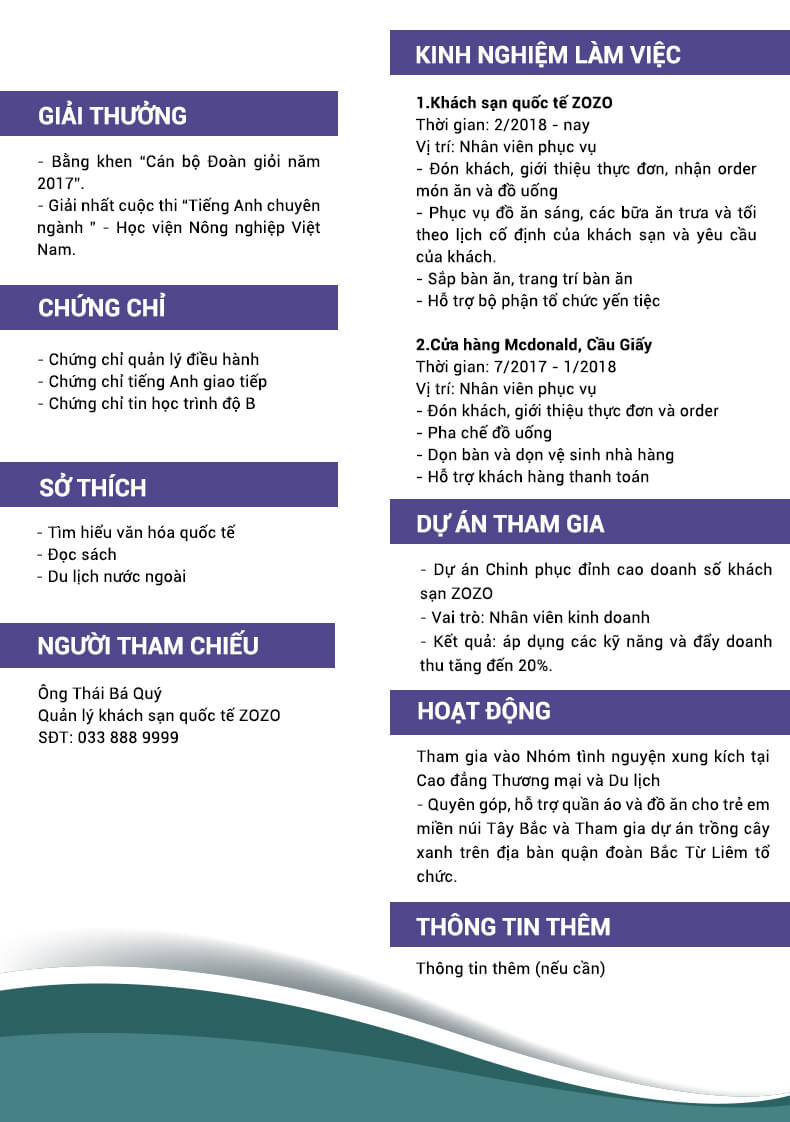 GIẢI THƯỞNG
- Bằng khen “Cán bộ Đoàn giỏi năm
2017”.
- Giải nhất cuộc thi “Tiếng Anh chuyên
ngành ” - Học viện Nông nghiệp Việt
Nam.
CHỨNG CHỈ
- Chứng chỉ quản lý điều hành
- Chứng chỉ tiếng Anh giao tiếp
- Chứng chỉ tin học trình độ B
SỞ THÍCH
- Tìm hiểu văn hóa quốc tế
- Đọc sách
- Du lịch nước ngoài
NGƯỜI THAM CHIẾU
Ông Thái Bá Quý
Quản lý khách sạn quốc tế ZOZO
SĐT: 033 888 9999
KINH NGHIỆM LÀM VIỆC
1.Khách sạn quốc tế ZOZO
Thời gian: 2/2018 - nay
Vị trí: Nhân viên phục vụ
- Đón khách, giới thiệu thực đơn, nhận order
món ăn và đồ uống
- Phục vụ đồ ăn sáng, các bữa ăn trưa và tối
theo lịch cố định của khách sạn và yêu cầu
của khách.
- Sắp bàn ăn, trang trí bàn ăn
- Hỗ trợ bộ phận tổ chức yến tiệc
2.Cửa hàng Mcdonald, Cầu Giấy
Thời gian: 7/2017 - 1/2018
Vị trí: Nhân viên phục vụ
- Đón khách, giới thiệu thực đơn và order
- Pha chế đồ uống
- Dọn bàn và dọn vệ sinh nhà hàng
- Hỗ trợ khách hàng thanh toán
DỰ ÁN THAM GIA
- Dự án Chinh phục đỉnh cao doanh số khách
sạn ZOZO
- Vai trò: Nhân viên kinh doanh
- Kết quả: áp dụng các kỹ năng và đẩy doanh
thu tăng đến 20%.
HOẠT ĐỘNG
Tham gia vào Nhóm tình nguyện xung kích tại
Cao đẳng Thương mại và Du lịch
- Quyên góp, hỗ trợ quần áo và đồ ăn cho trẻ em
miền núi Tây Bắc và Tham gia dự án trồng cây
xanh trên địa bàn quận đoàn Bắc Từ Liêm tổ
chức.
THÔNG TIN THÊM
Thông tin thêm (nếu cần)